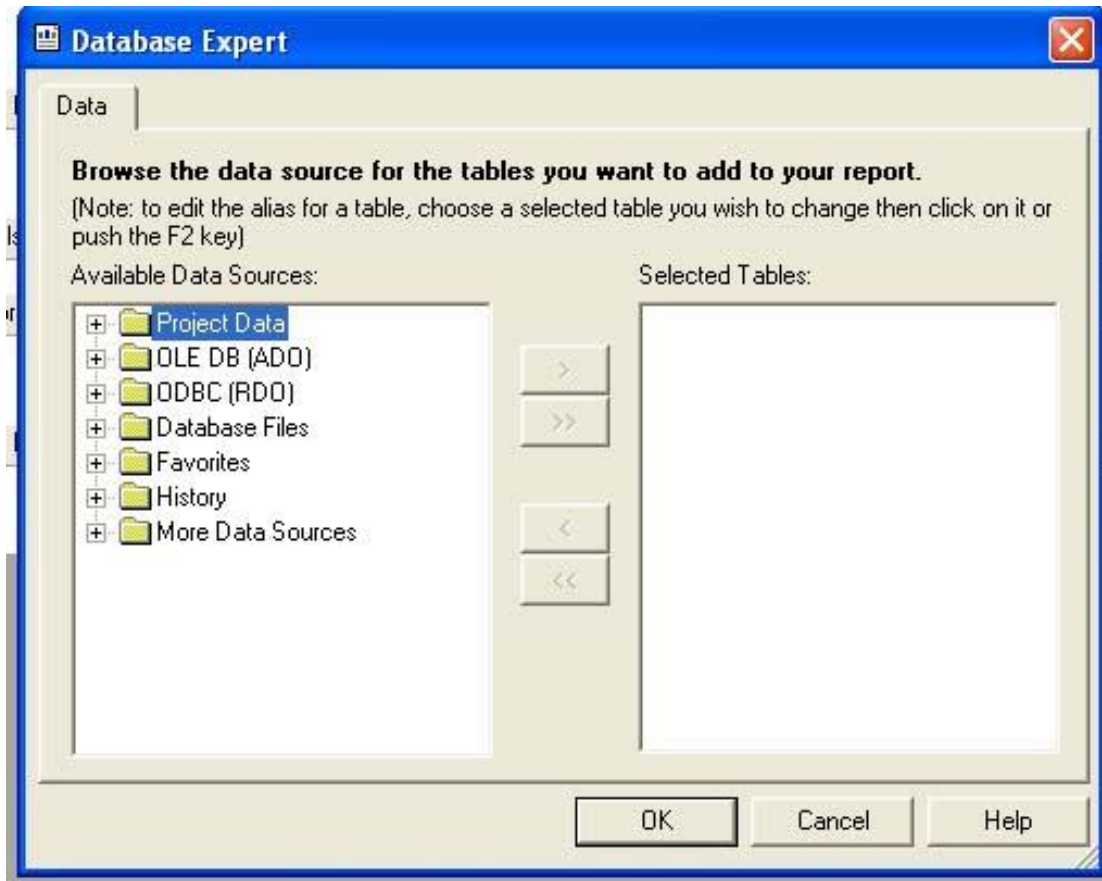 Database Expert
Data
Browse the data source for the tables you want to add to your report.
(Note: to edit the alias for a table, choose a selected table you wish to change then click on it or
push the F2 key)
Available Data Sources:
Selected Tables:
Project Data
OLE DB (ADO)
ODBC (RDO)
Database Files
Favorites
History
More Data Sources
>
>>
<
<<
OK
Cancel
Help